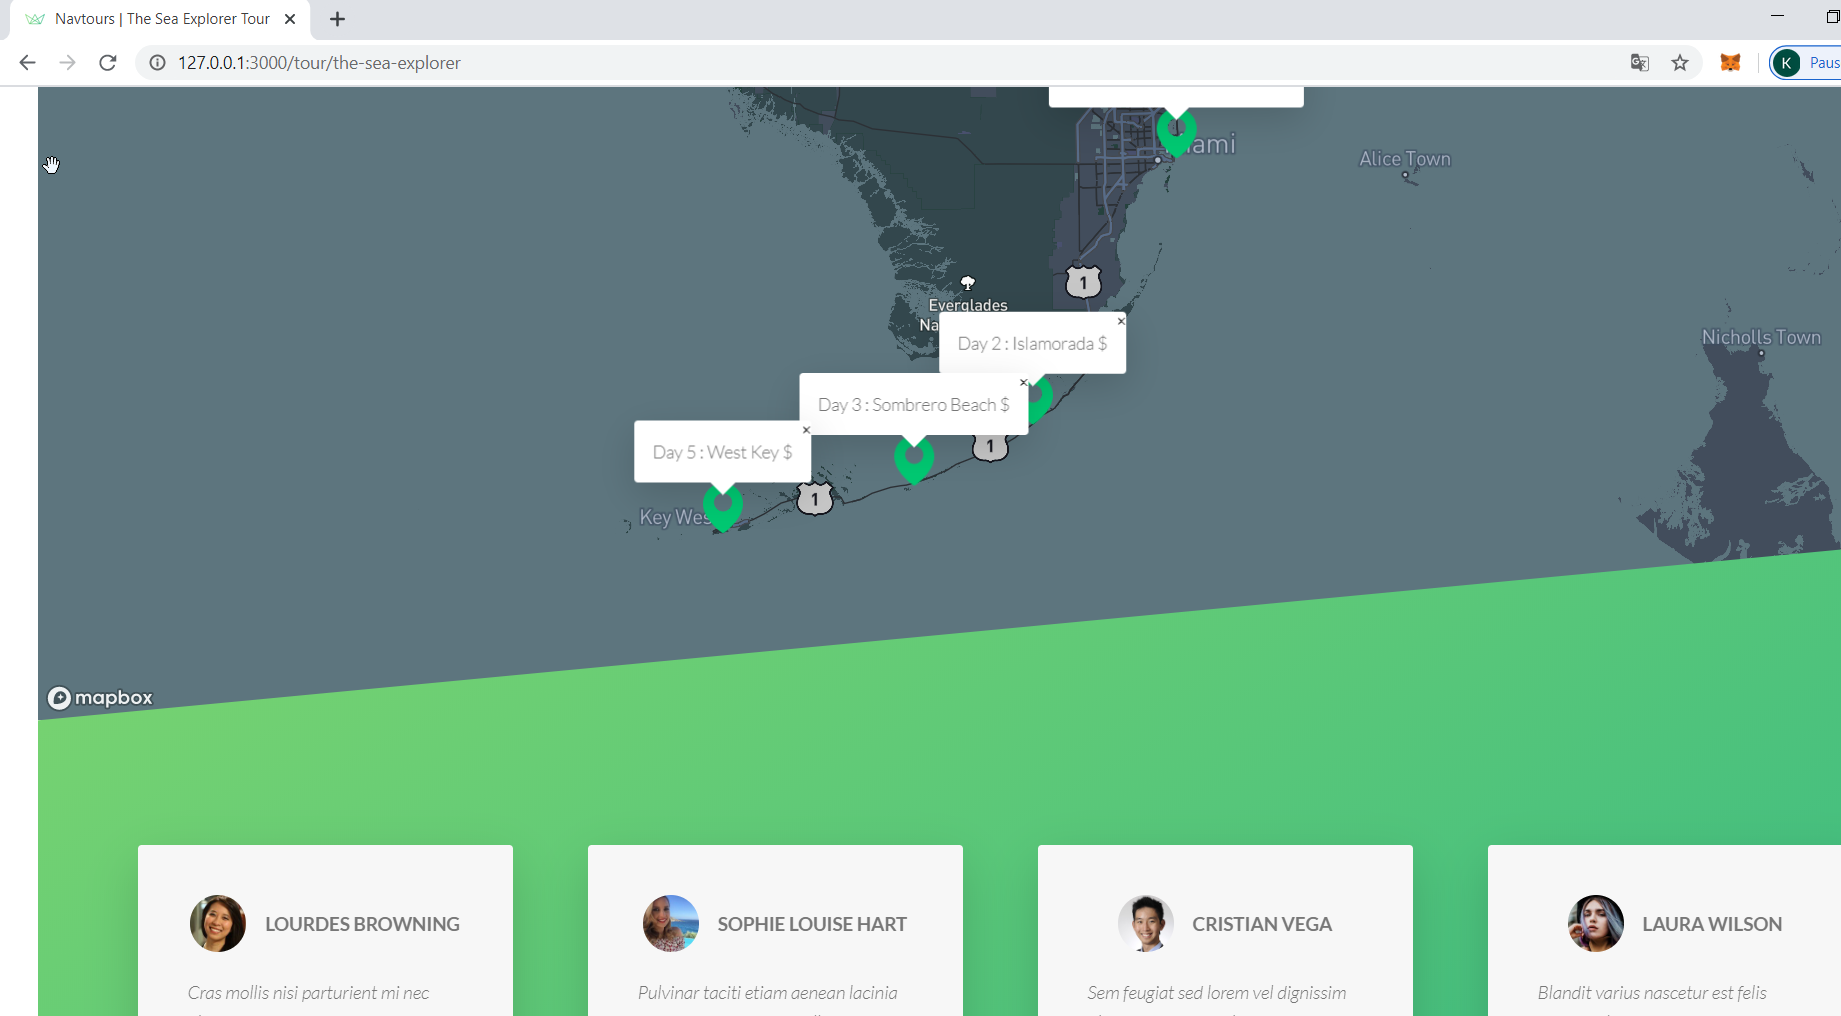 Navtours | The Sea Explorer Tour
127.0.0.1:3000/tour/the-sea-explorer
K Paus
Alice Town
1
Everglades
Na
Nicholls Town
Day 2 : Islamorada $
Day 3 : Sombrero Beach $
1
Day 5 : West Key $
1
Key Wes
mapbox
LOURDES BROWNING
SOPHIE LOUISE HART
CRISTIAN VEGA
LAURA WILSON
Cras mollis nisi parturient mi nec
Pulvinar taciti etiam aenean lacinia
Sem feugiat sed lorem vel dignissim
Blandit varius nascetur est felis